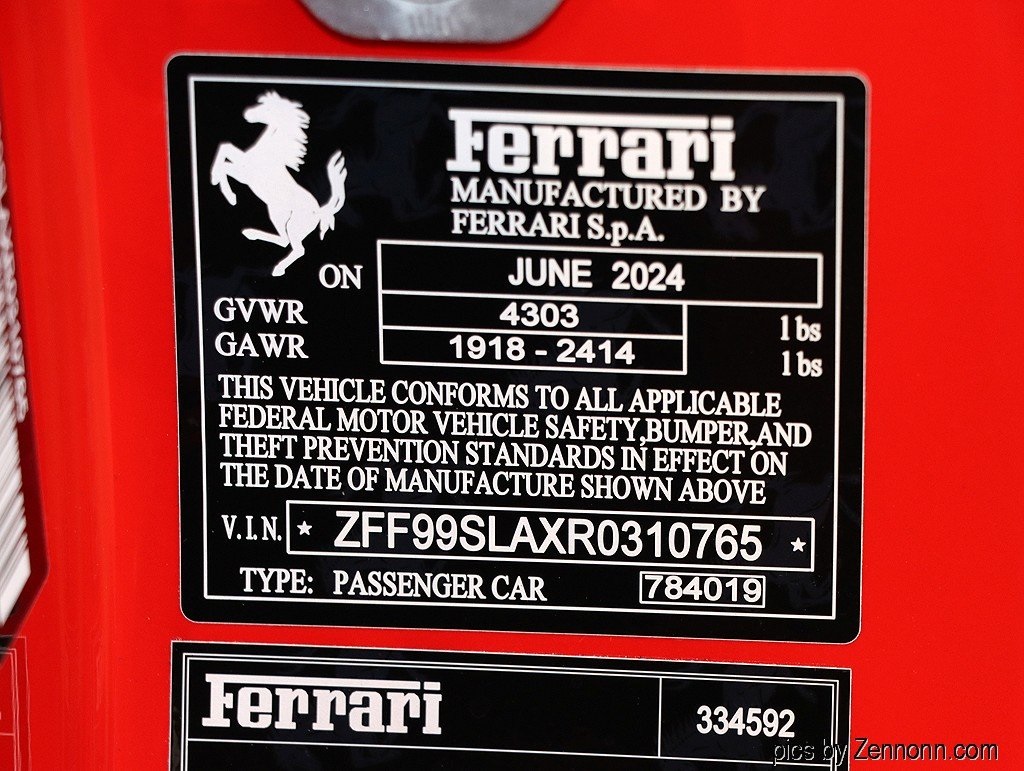 Ferrari
MANUFACTURED BY
FERRARI S.p.A.
ON JUNE 2024
GVWR 4303 lbs
GAWR 1918 - 2414 lbs
THIS VEHICLE CONFORMS TO ALL APPLICABLE
FEDERAL MOTOR VEHICLE SAFETY,BUMPER,AND
THEFT PREVENTION STANDARDS IN EFFECT ON
THE DATE OF MANUFACTURE SHOWN ABOVE
V.I.N. ★ ZFF99SLAXR0310765 ★
TYPE: PASSENGER CAR 784019
Ferrari 334592
pics by Zennonn.com